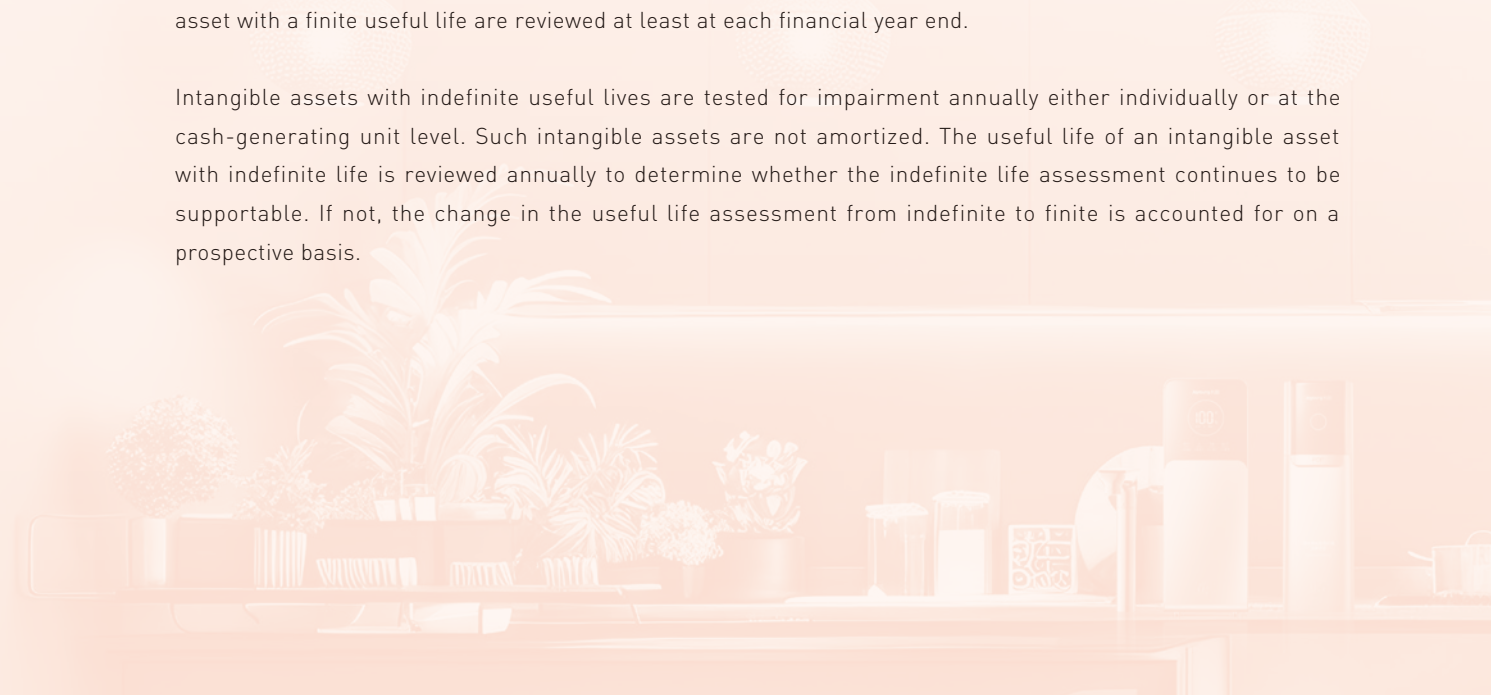 asset with a finite useful life are reviewed at least at each financial year end.
Intangible assets with indefinite useful lives are tested for impairment annually either individually or at the
cash-generating unit level. Such intangible assets are not amortized. The useful life of an intangible asset
with indefinite life is reviewed annually to determine whether the indefinite life assessment continues to be
supportable. If not, the change in the useful life assessment from indefinite to finite is accounted for on a
prospective basis.
100